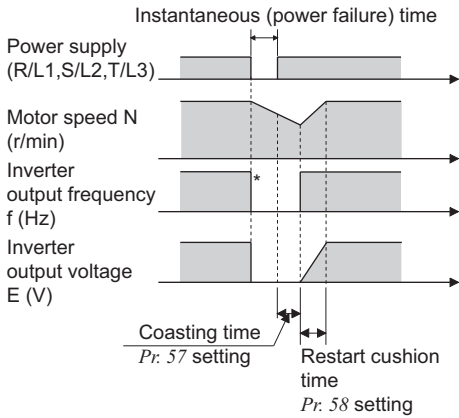 Instantaneous (power failure) time
Power supply
(R/L1,S/L2,T/L3)
Motor speed N
(r/min)
Inverter
output frequency
f (Hz)
*
Inverter
output voltage
E (V)
Coasting time
Pr. 57 setting
Restart cushion
time
Pr. 58 setting